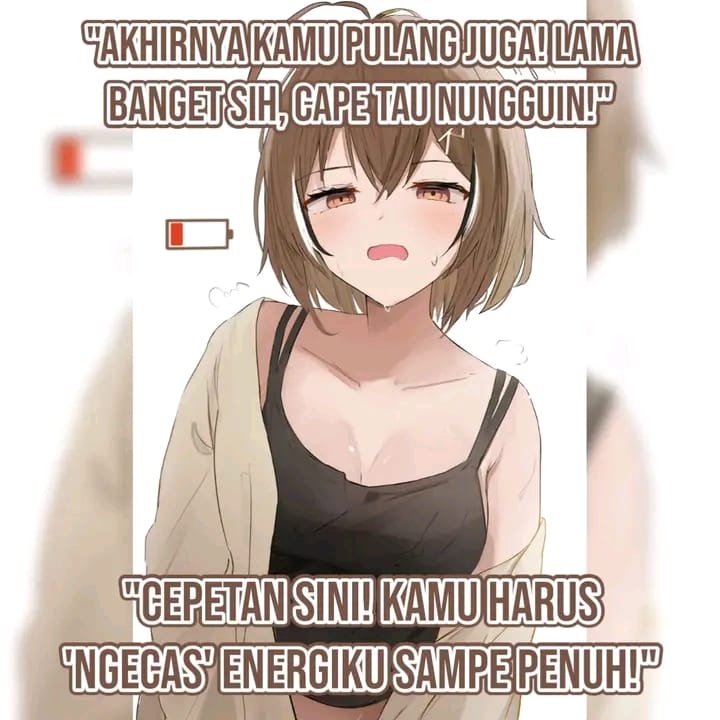 "AKHIRNYA KAMU PULANG JUGA! LAMA
BANGET SIH, CAPE TAU NUNGGUIN!"
"CEPETAN SINI! KAMU HARUS
'NGECAS' ENERGIKU SAMPE PENUH!"